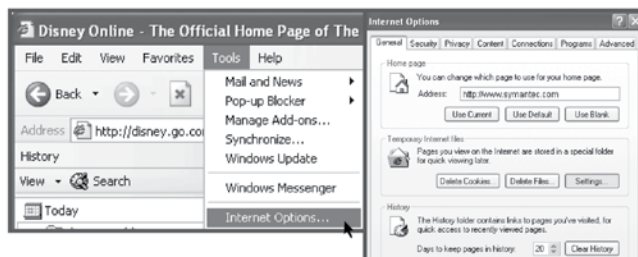 Disney Online - The Official Home Page of The
File Edit View Favorites Tools Help
Back
Address http://disney.go.co
History
View Search
Today
Mail and News
Pop-up Blocker
Manage Add-ons...
Synchronize...
Windows Update
Windows Messenger
Internet Options...
Internet Options
General Security Privacy Content Connections Programs Advanced
Home page
You can change which page to use for your home page.
Address: http://www.symantec.com
Use Current Use Default Use Blank
Temporary Internet files
Pages you view on the Internet are stored in a special folder
for quick viewing later.
Delete Cookies... Delete Files... Settings...
History
The History folder contains links to pages you've visited, for
quick access to recently viewed pages.
Days to keep pages in history: 20 Clear History